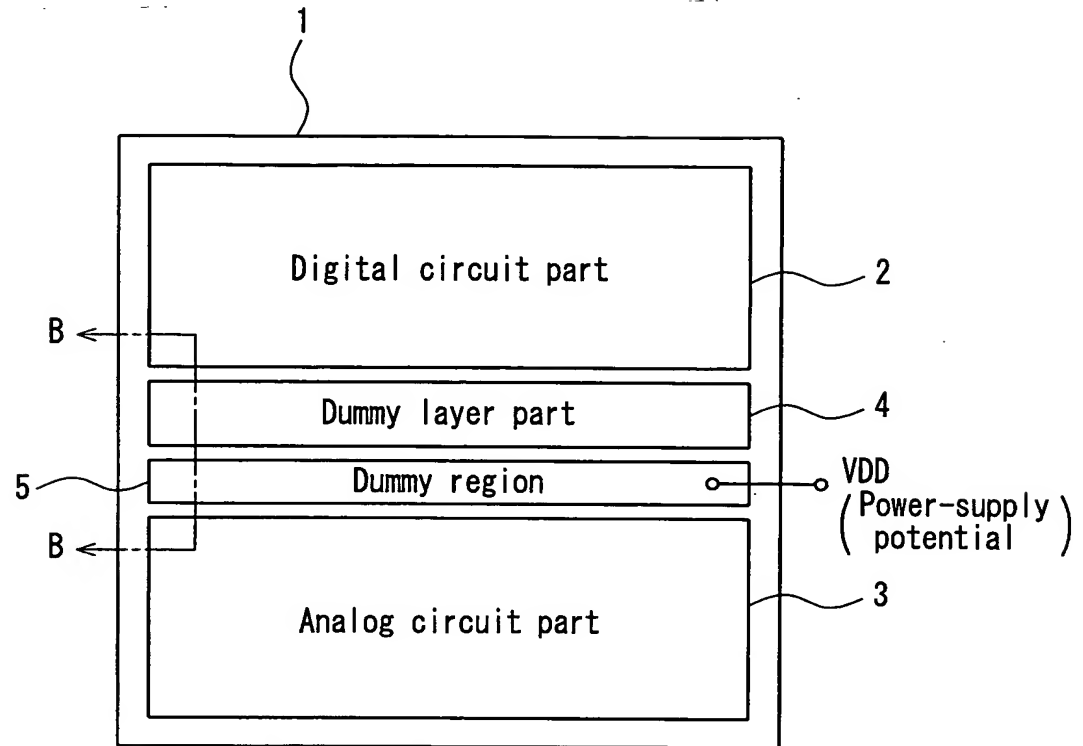 1
Digital circuit part
2
B
Dummy layer part
4
5
Dummy region
VDD
(Power-supply
potential)
B
Analog circuit part
3